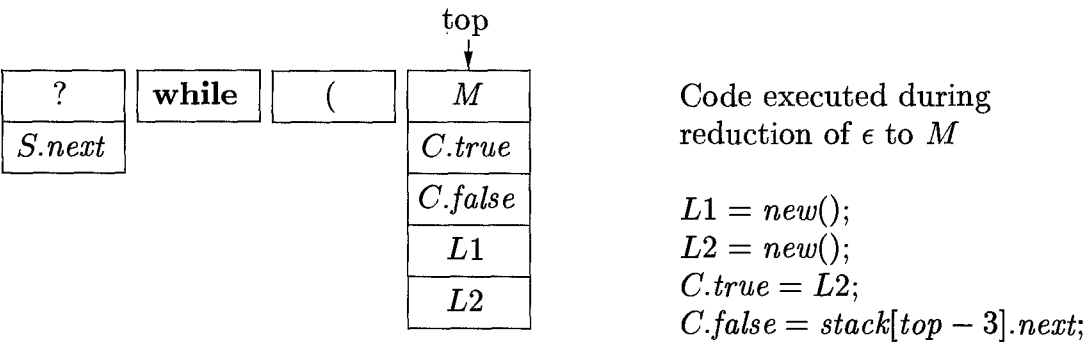 top
? while ( M
S.next C.true
C.false
L1
L2
Code executed during
reduction of ϵ to M
L1 = new();
L2 = new();
C.true = L2;
C.false = stack[top − 3].next;